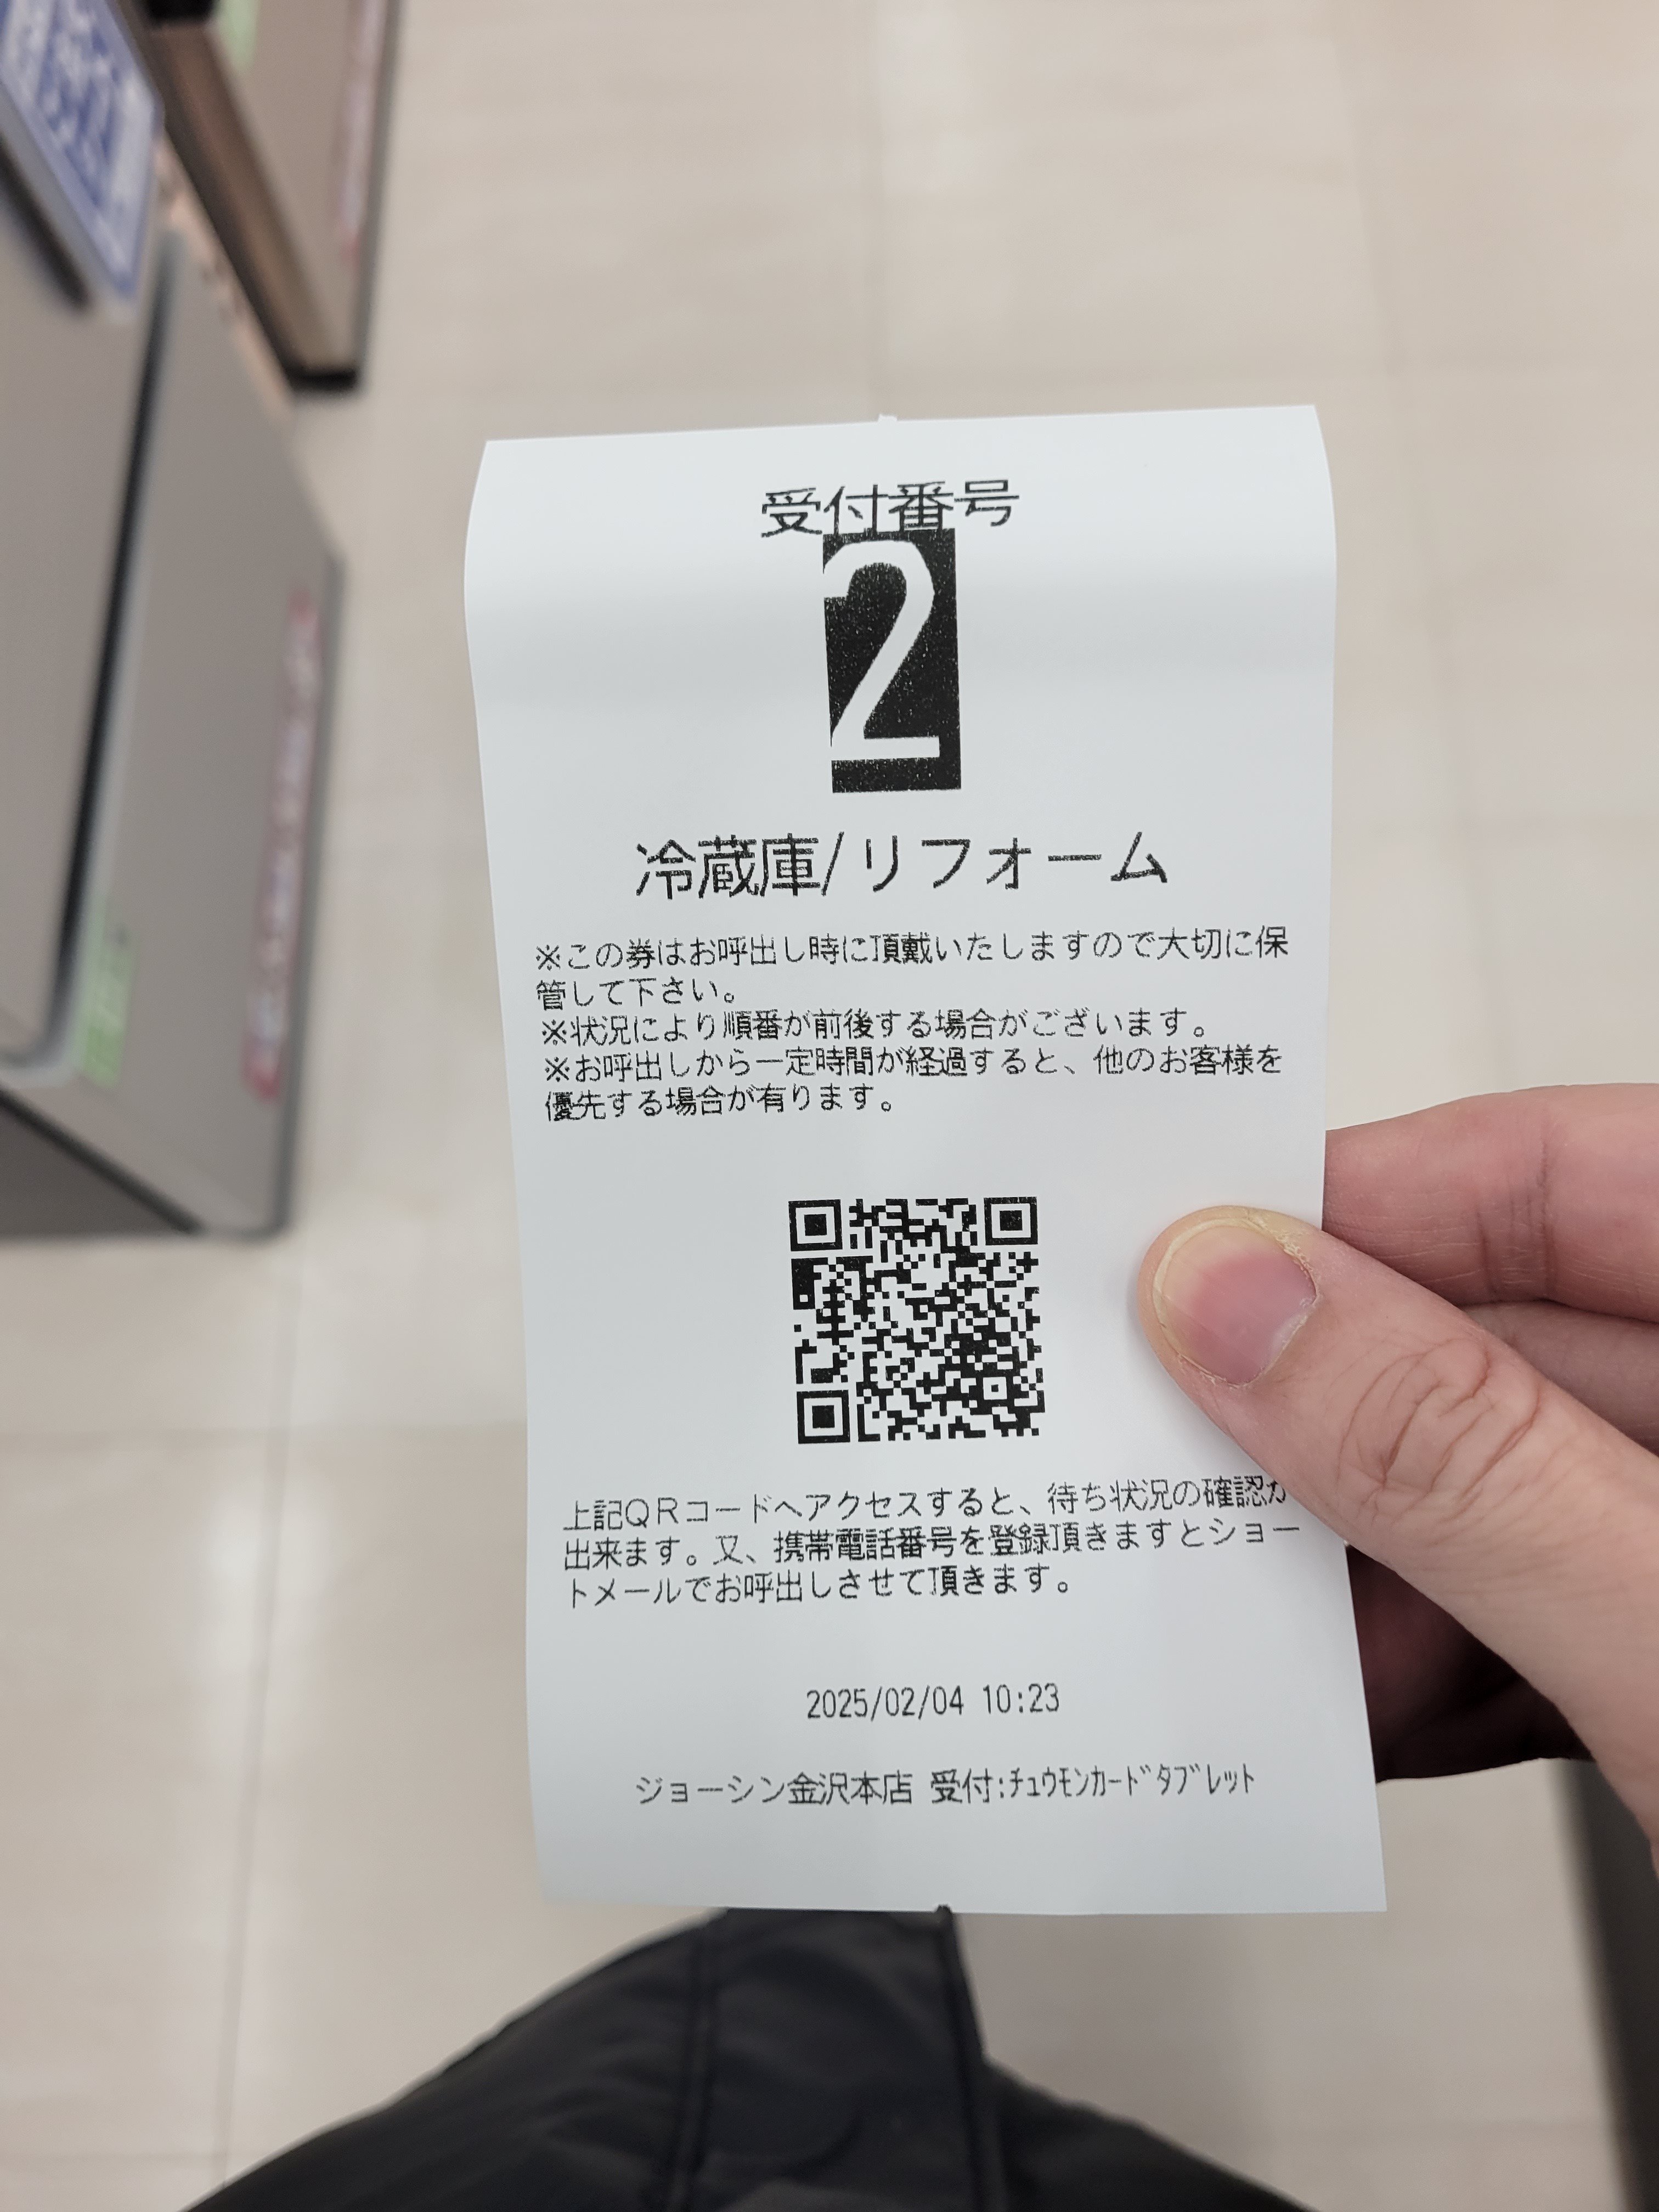 受付番号
2
冷蔵庫/リフォーム
※この券はお呼出し時に頂戴いたしますので大切に保
管して下さい。
※状況により順番が前後する場合がございます。
※お呼出しから一定時間が経過すると、他のお客様を
優先する場合が有ります。
上記QRコードへアクセスすると、待ち状況の確認が
出来ます。又、携帯電話番号を登録頂きますとショー
トメールでお呼出しさせて頂きます。
2025/02/04 10:23
ジョーシン金沢本店 受付:ﾁｭｳﾓﾝｶｰﾄﾞﾀﾌﾞﾚｯﾄ